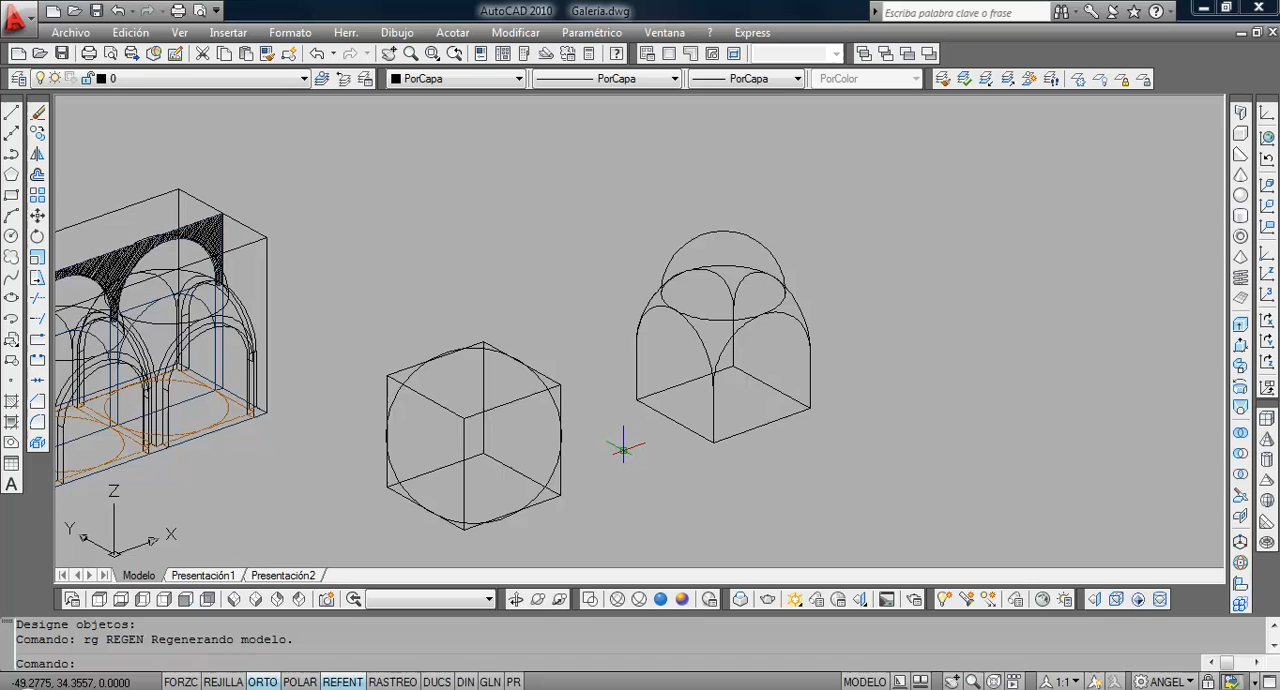 AutoCAD 2010 Galeria.dwg
Escriba palabra clave o frase
Archivo Edición Ver Insertar Formato Herr. Dibujo Acotar Modificar Paramétrico Ventana ? Express
0 PorCapa PorCapa PorCapa PorColor
Z
Y
X
Modelo Presentación1 Presentación2
Designe objetos:
Comando: rg REGEN Regenerando modelo.
Comando:
-49.2775, 34.3557, 0.0000 FORZC REJILLA ORTO POLAR REFENT RASTREO DUCS DIN GLN PR MODELO 1:1 ANGEL